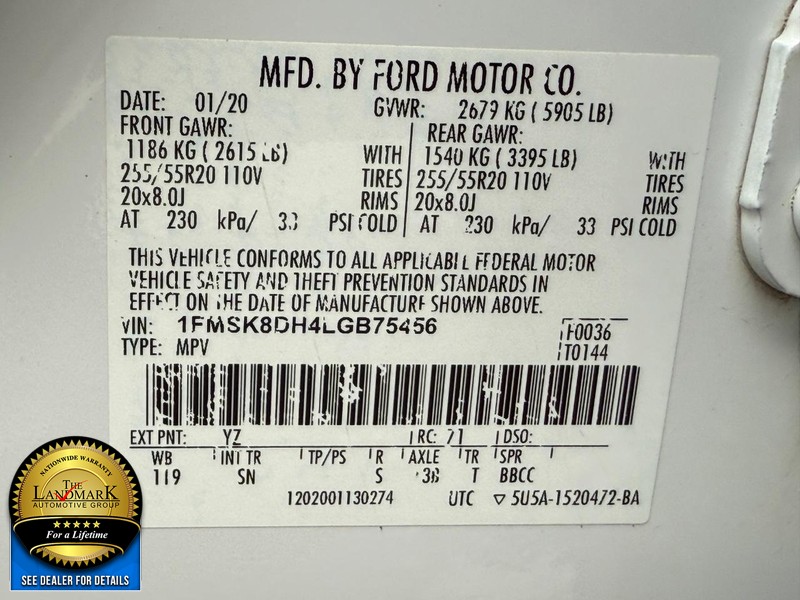 MFD. BY FORD MOTOR CO.
DATE: 01/20 GVWR: 2679 KG ( 5905 LB)
FRONT GAWR: REAR GAWR:
1186 KG ( 2615 LB) WITH 1540 KG ( 3395 LB) WITH
255/55R20 110V TIRES 255/55R20 110V TIRES
20x8.0J RIMS 20x8.0J RIMS
AT 230 kPa/ 33 PSI COLD AT 230 kPa/ 33 PSI COLD
THIS VEHICLE CONFORMS TO ALL APPLICABLE FEDERAL MOTOR
VEHICLE SAFETY AND THEFT PREVENTION STANDARDS IN
EFFECT ON THE DATE OF MANUFACTURE SHOWN ABOVE.
VIN: 1FMSK8DH4LGB75456
F0036
TYPE: MPV
T0144
EXT PNT: YZ RC: 71 DSO:
WB INT TR TP/PS R AXLE TR SPR
119 SN S 38 T BBCC
1202001130274 UTC ▽ 5U5A-1520472-BA
NATIONWIDE WARRANTY
THE
LANDMARK
AUTOMOTIVE GROUP
For a Lifetime
SEE DEALER FOR DETAILS